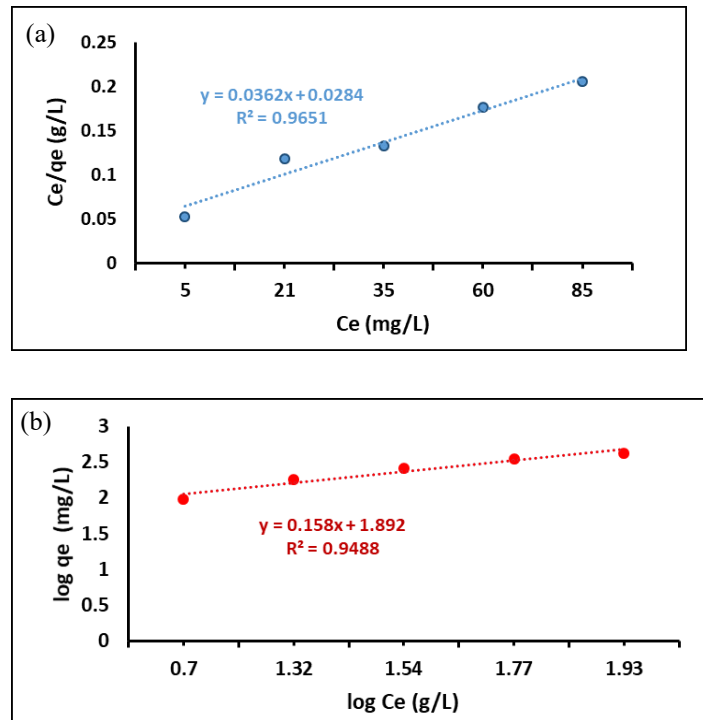 (a)
0.25
0.2
0.15
0.1
0.05
0
Ce/qe (g/L)
y = 0.0362x + 0.0284
R² = 0.9651
5 21 35 60 85
Ce (mg/L)
(b)
3
2.5
2
1.5
1
0.5
0
log qe (mg/L)
y = 0.158x + 1.892
R² = 0.9488
0.7 1.32 1.54 1.77 1.93
log Ce (g/L)